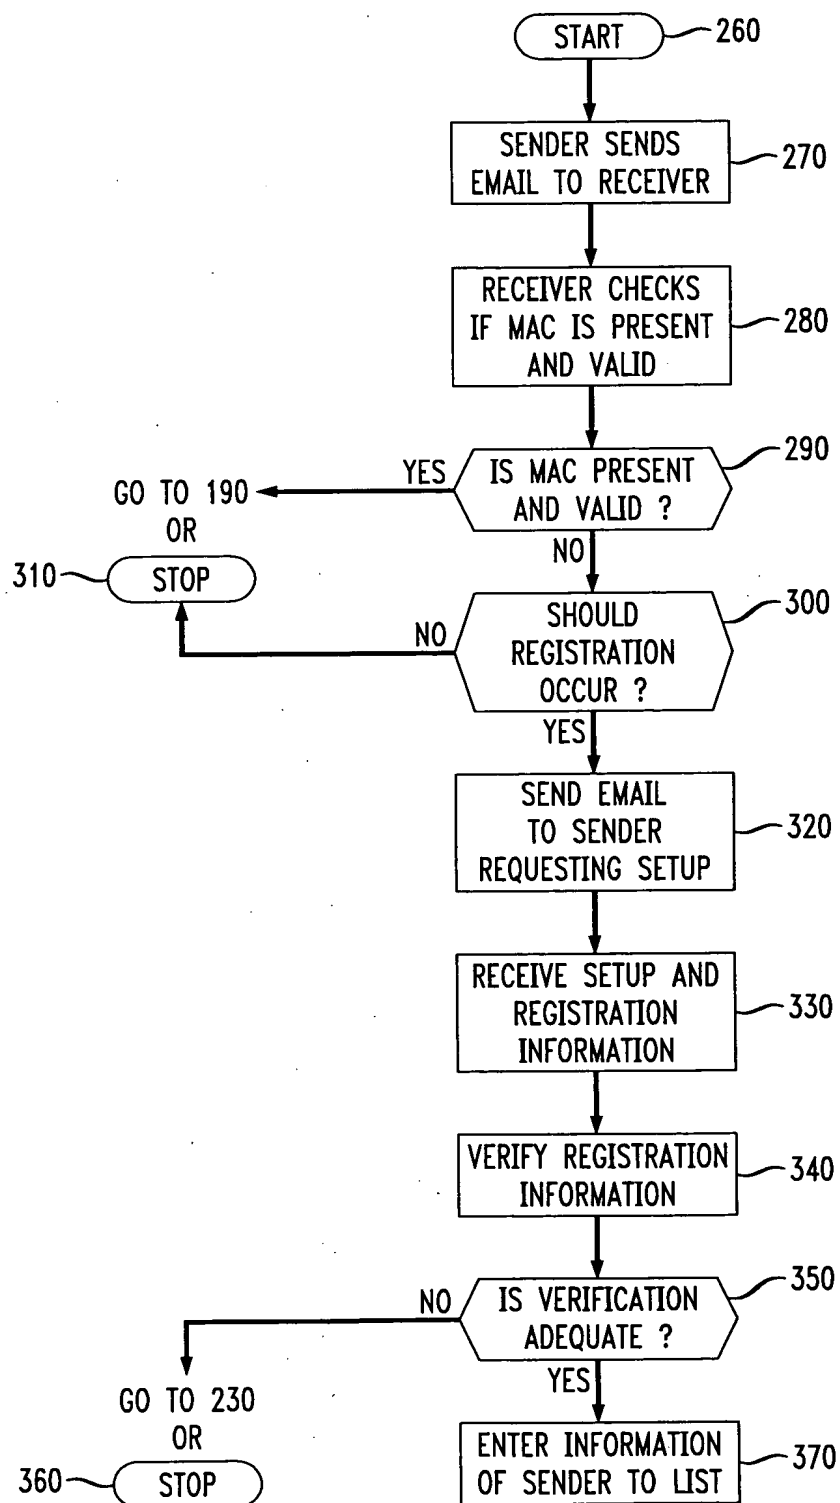 START
260
SENDER SENDS
EMAIL TO RECEIVER
270
RECEIVER CHECKS
IF MAC IS PRESENT
AND VALID
280
IS MAC PRESENT
AND VALID ?
290
YES
GO TO 190
OR
STOP
310
NO
SHOULD
REGISTRATION
OCCUR ?
300
NO
YES
SEND EMAIL
TO SENDER
REQUESTING SETUP
320
RECEIVE SETUP AND
REGISTRATION
INFORMATION
330
VERIFY REGISTRATION
INFORMATION
340
IS VERIFICATION
ADEQUATE ?
350
NO
GO TO 230
OR
STOP
360
YES
ENTER INFORMATION
OF SENDER TO LIST
370